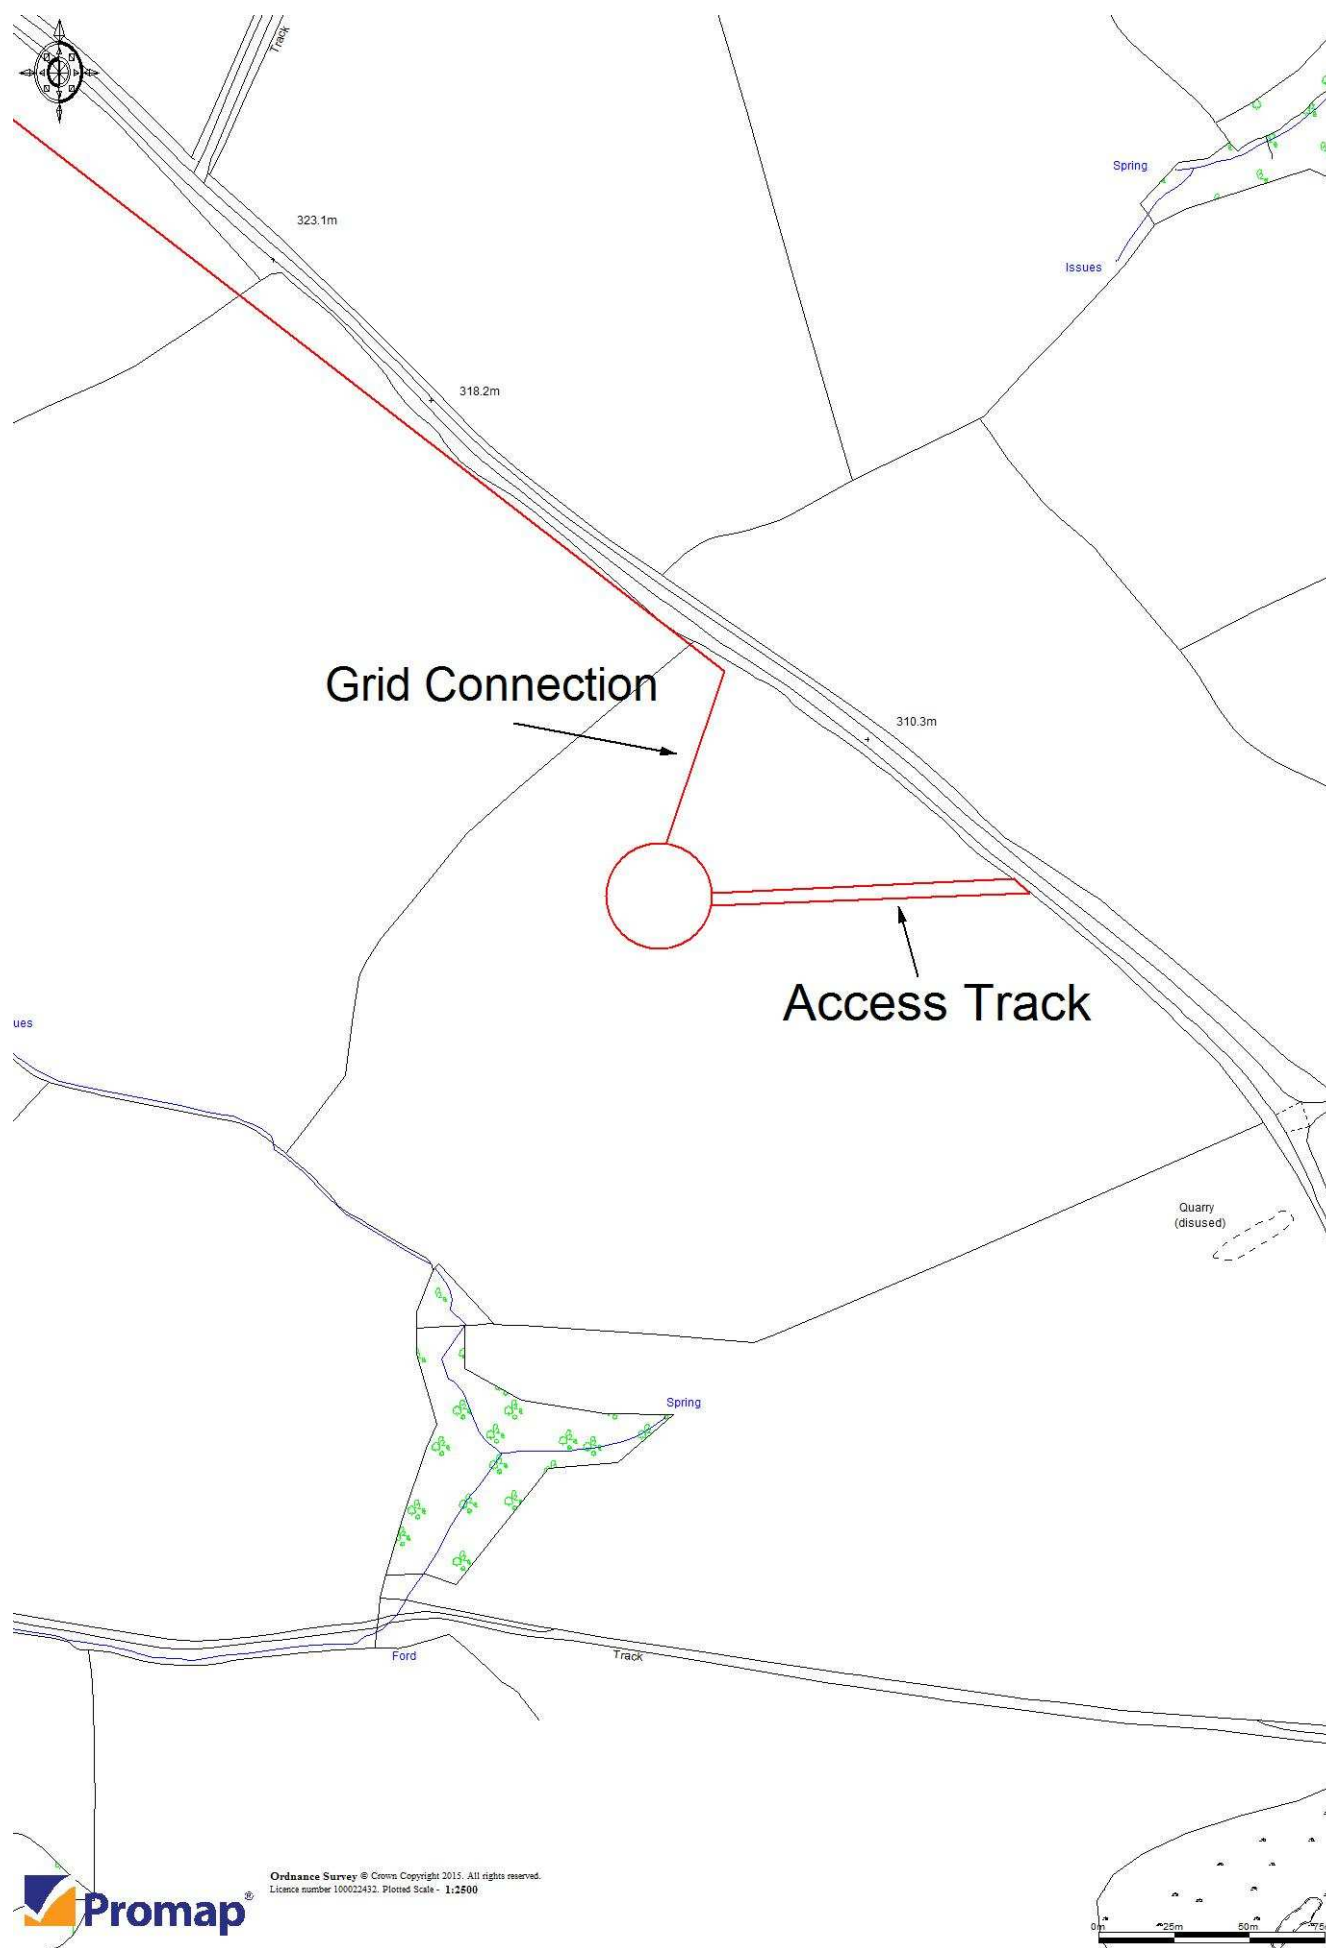 Track
Spring
323.1m
Issues
318.2m
Grid Connection
310.3m
Access Track
ues
Quarry
(disused)
Spring
Ford
Track
Promap®
Ordnance Survey © Crown Copyright 2015. All rights reserved.
Licence number 100022432. Plotted Scale - 1:2500
0m 25m 50m 75